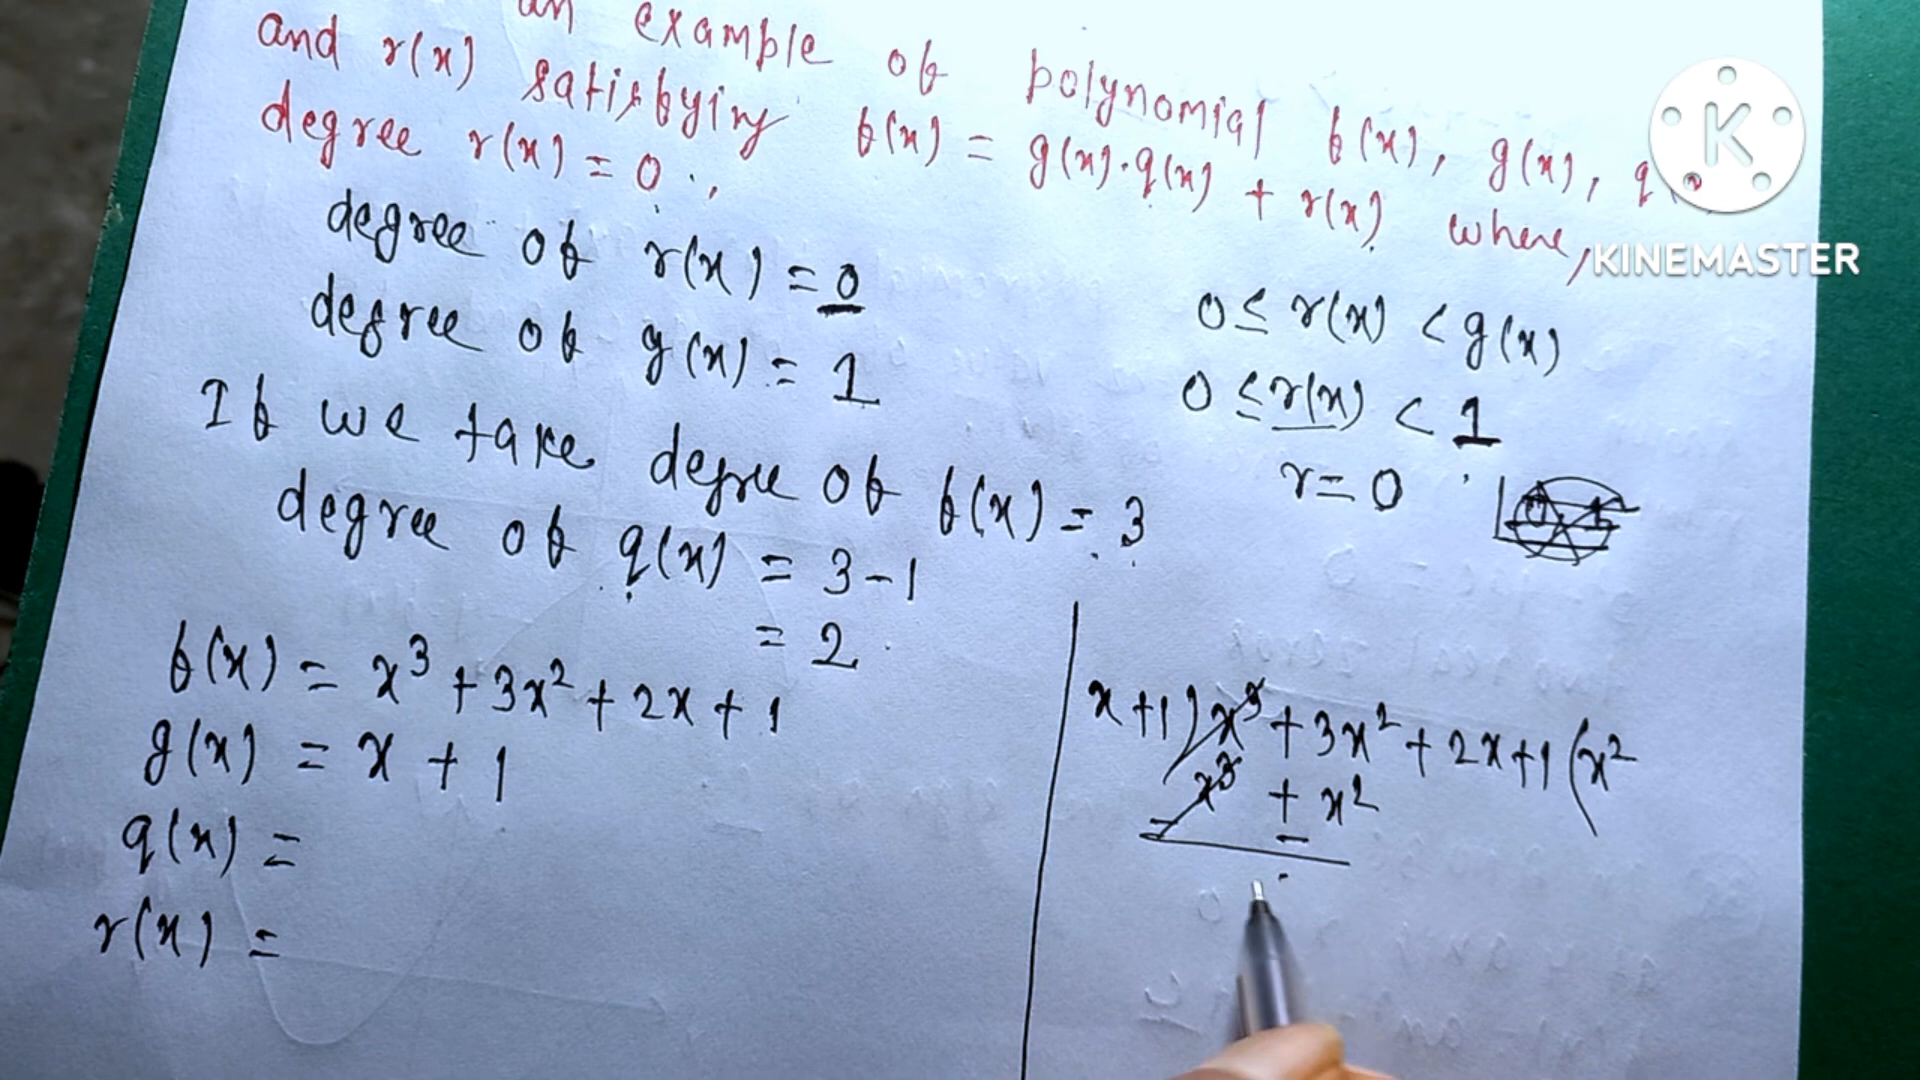 an example of polynomial f(x), g(x), q(
and r(x) satisfying f(x) = g(x).q(x) + r(x) where,
degree r(x) = 0.,
degree of r(x) = 0
degree of g(x) = 1
If we take degree of f(x) = 3
degree of q(x) = 3-1
= 2
0 ≤ r(x) < g(x)
0 ≤ r(x) < 1
r = 0
f(x) = x³ + 3x² + 2x + 1
g(x) = x + 1
q(x) =
r(x) =
x+1)x³+3x²+2x+1(x²
x³ + x²
- -
K
KINEMASTER